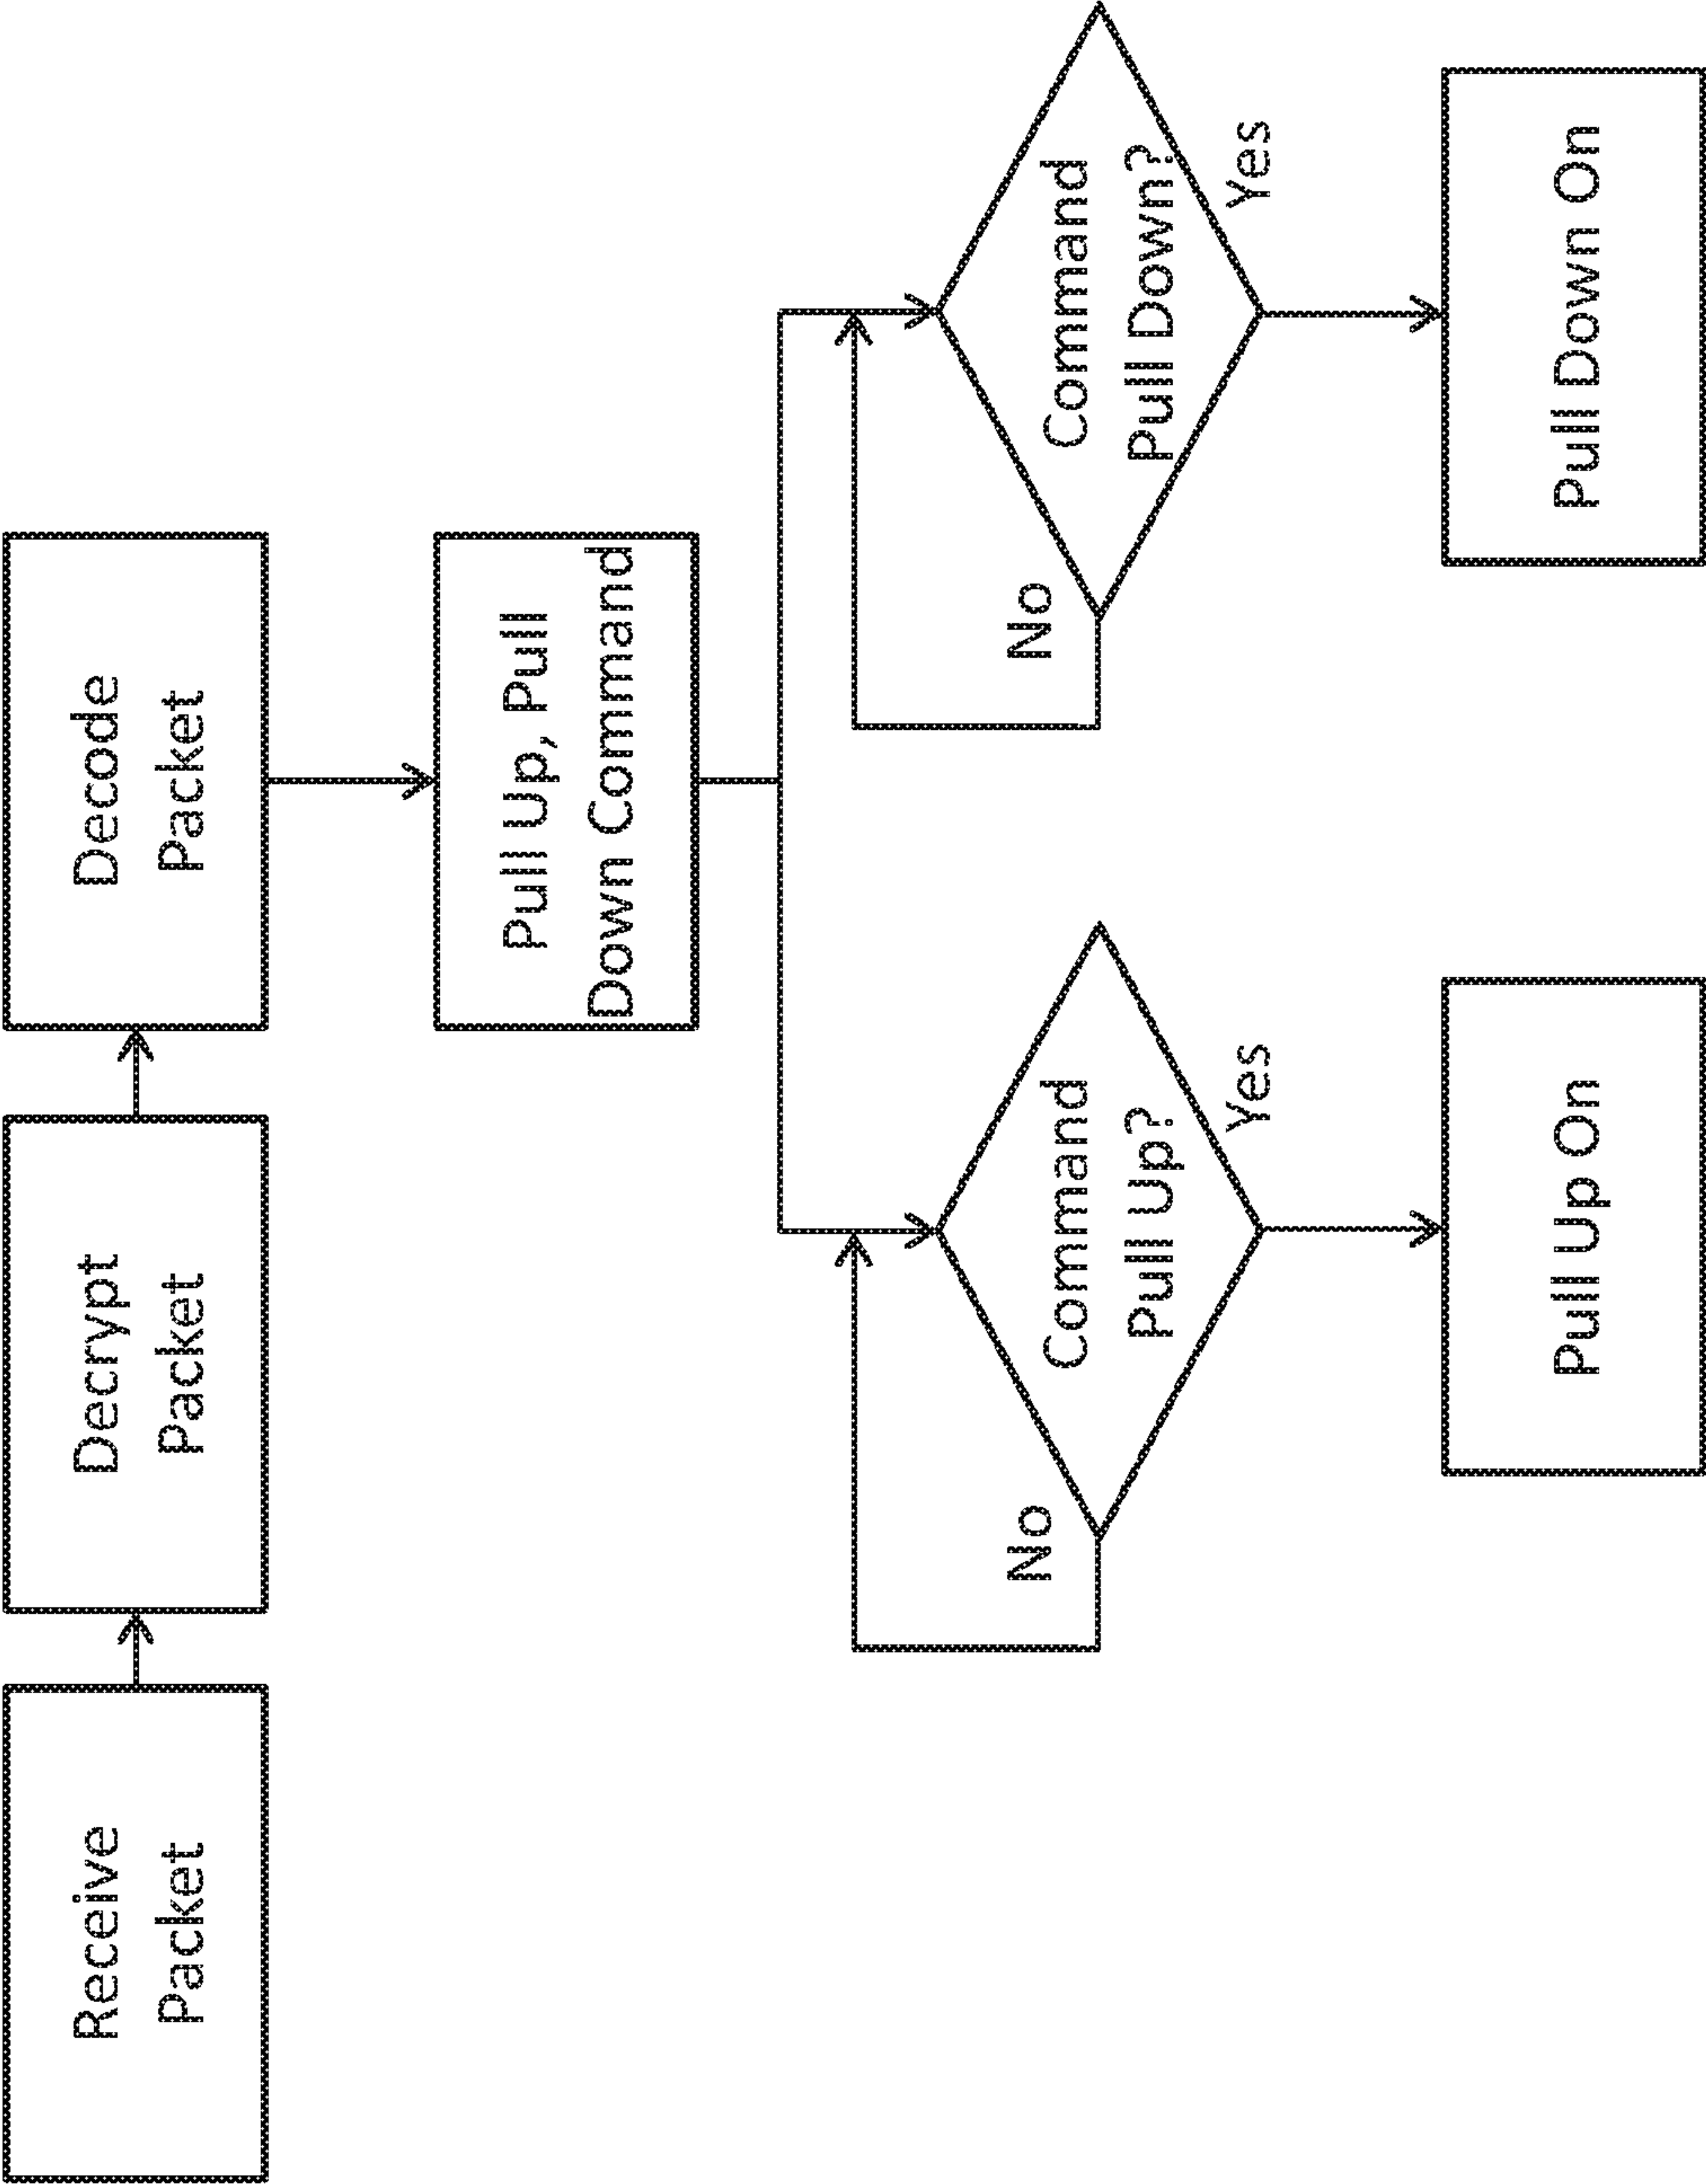 Receive
Packet
Decrypt
Packet
Decode
Packet
Pull Up, Pull
Down Command
No
Command
Pull Up?
Yes
No
Command
Pull Down?
Yes
Pull Up On
Pull Down On